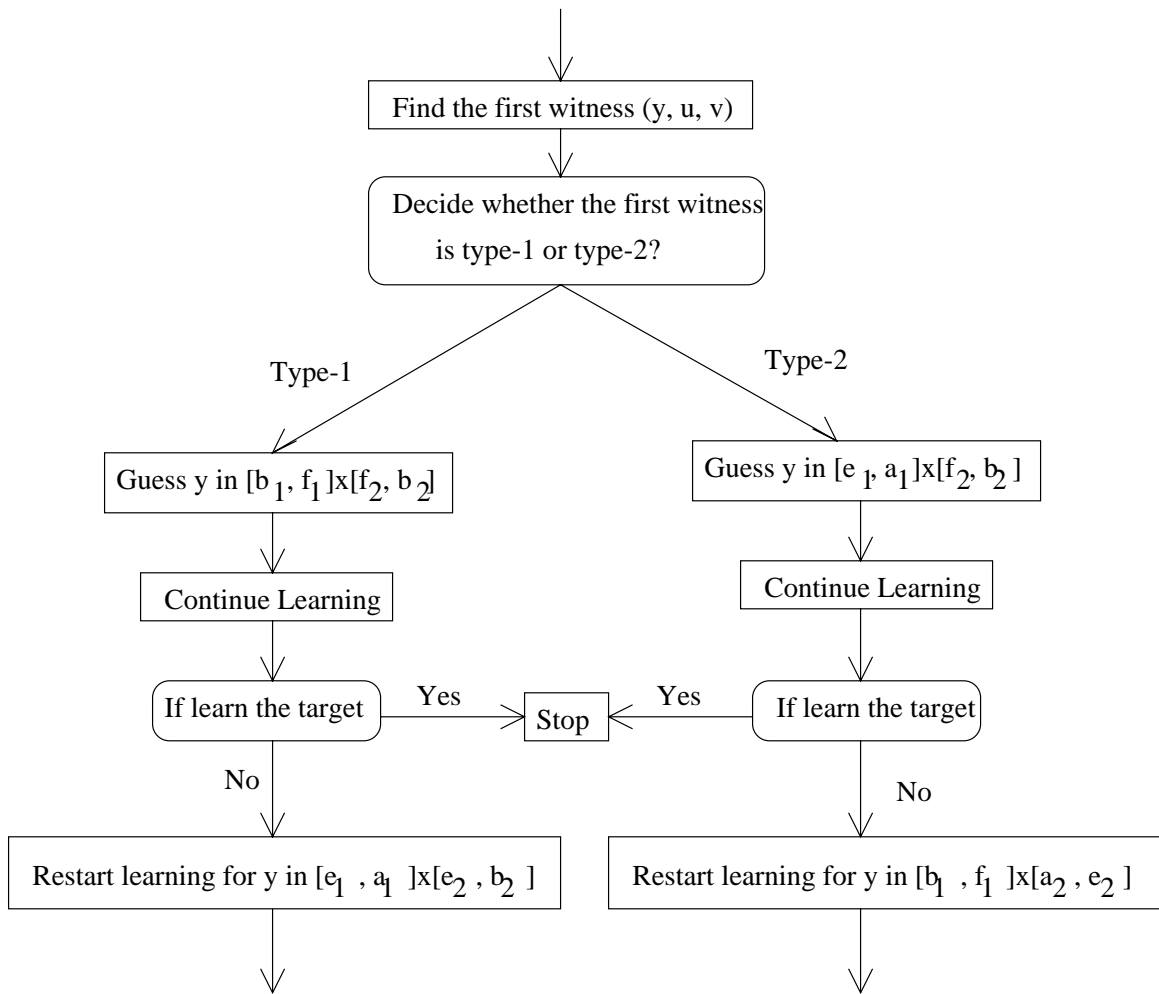 Find the first witness (y, u, v)
Decide whether the first witness
is type-1 or type-2?
Type-1
Type-2
Guess y in [b₁, f₁]x[f₂, b₂]
Guess y in [e₁, a₁]x[f₂, b₂]
Continue Learning
Continue Learning
If learn the target
Yes
Stop
Yes
If learn the target
No
No
Restart learning for y in [e₁, a₁]x[e₂, b₂]
Restart learning for y in [b₁, f₁]x[a₂, e₂]